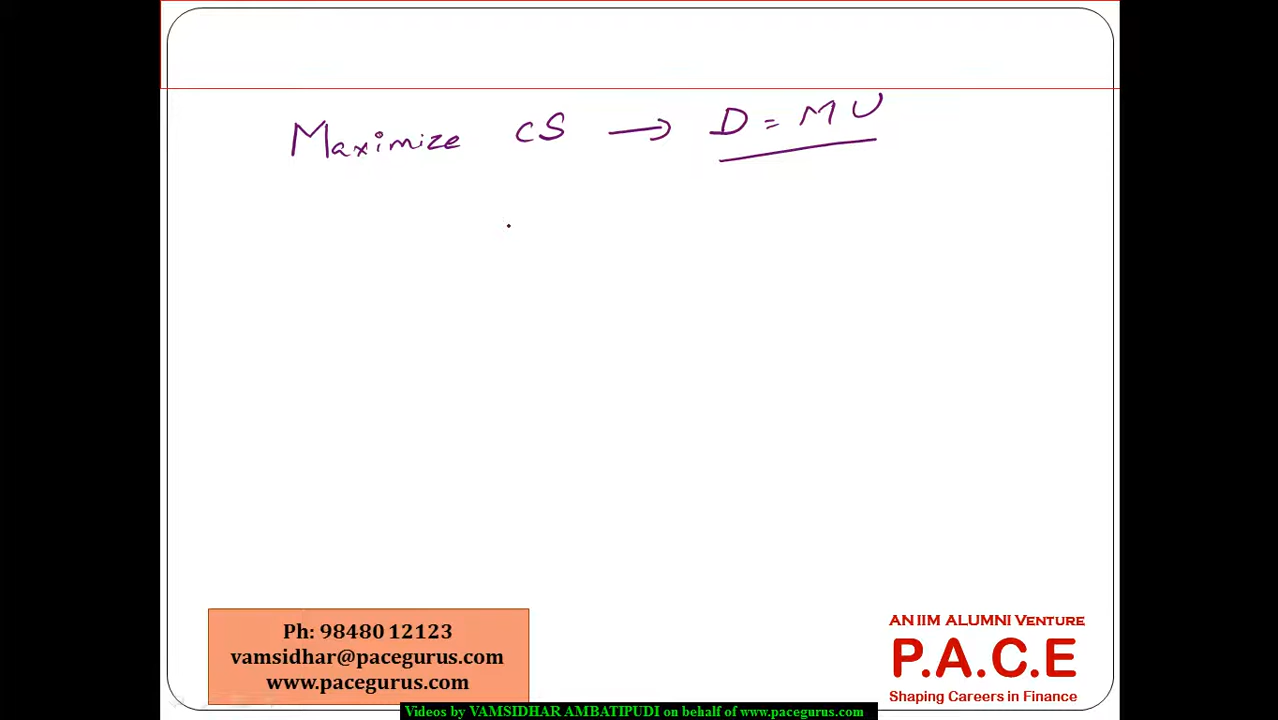 Maximize CS → D = MU
Ph: 98480 12123
vamsidhar@pacegurus.com
www.pacegurus.com
AN IIM ALUMNI VENTURE
P.A.C.E
Shaping Careers in Finance
Videos by VAMSIDHAR AMBATIPUDI on behalf of www.pacegurus.com